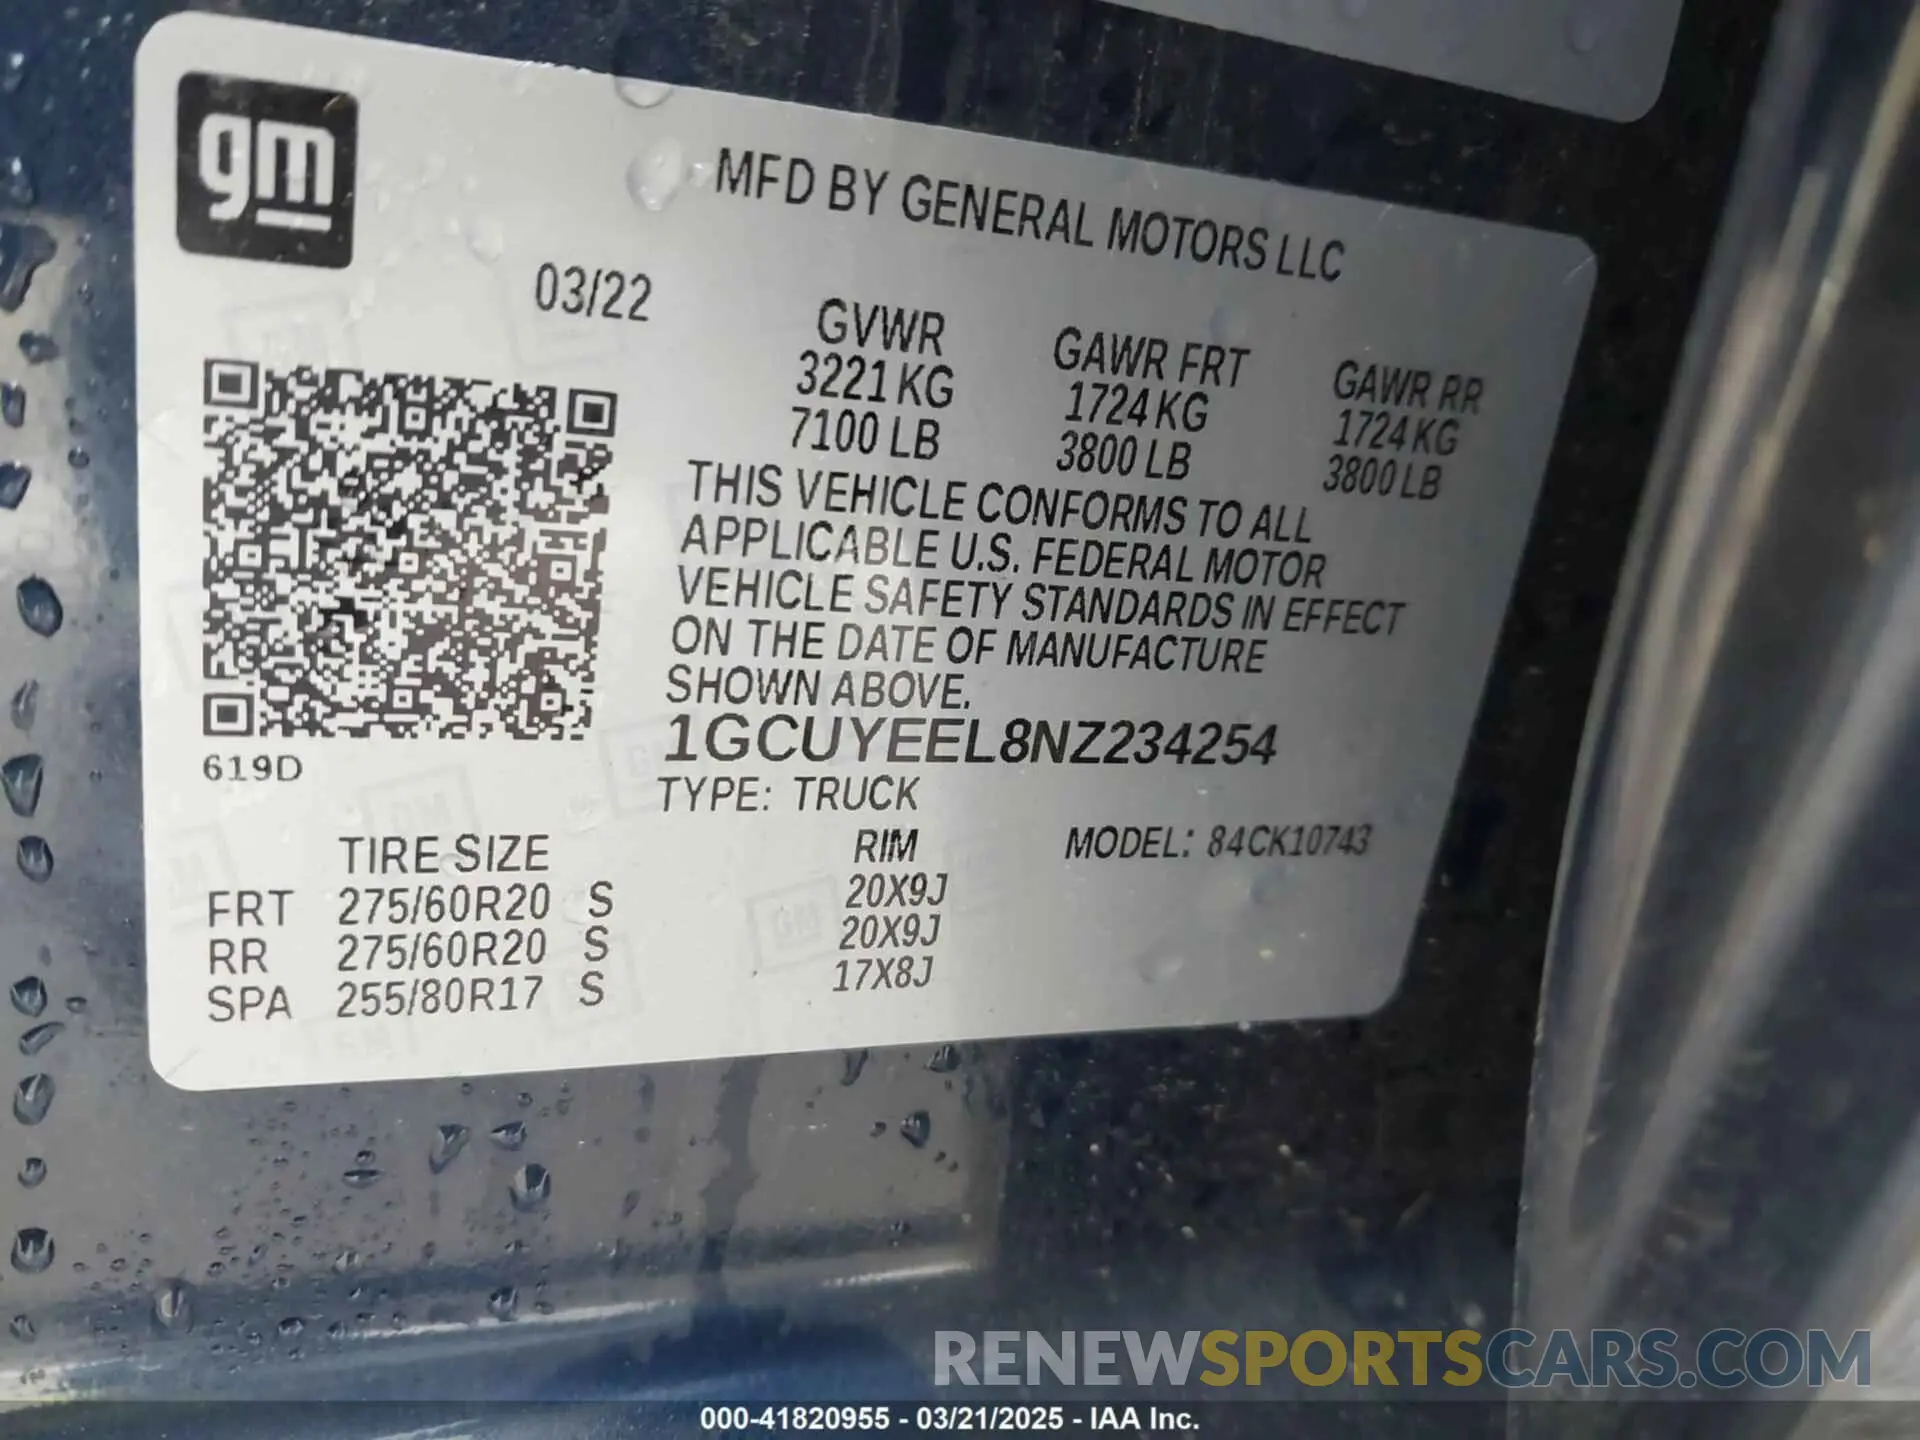 gm
MFD BY GENERAL MOTORS LLC
03/22
GVWR GAWR FRT GAWR RR
3221 KG 1724 KG 1724 KG
7100 LB 3800 LB 3800 LB
THIS VEHICLE CONFORMS TO ALL
APPLICABLE U.S. FEDERAL MOTOR
VEHICLE SAFETY STANDARDS IN EFFECT
ON THE DATE OF MANUFACTURE
SHOWN ABOVE.
1GCUYEEL8NZ234254
619D
TYPE: TRUCK
TIRE SIZE RIM MODEL: 84CK10743
FRT 275/60R20 S 20X9J
RR 275/60R20 S 20X9J
SPA 255/80R17 S 17X8J
GM
RENEWSPORTSCARS.COM
000-41820955 - 03/21/2025 - IAA Inc.